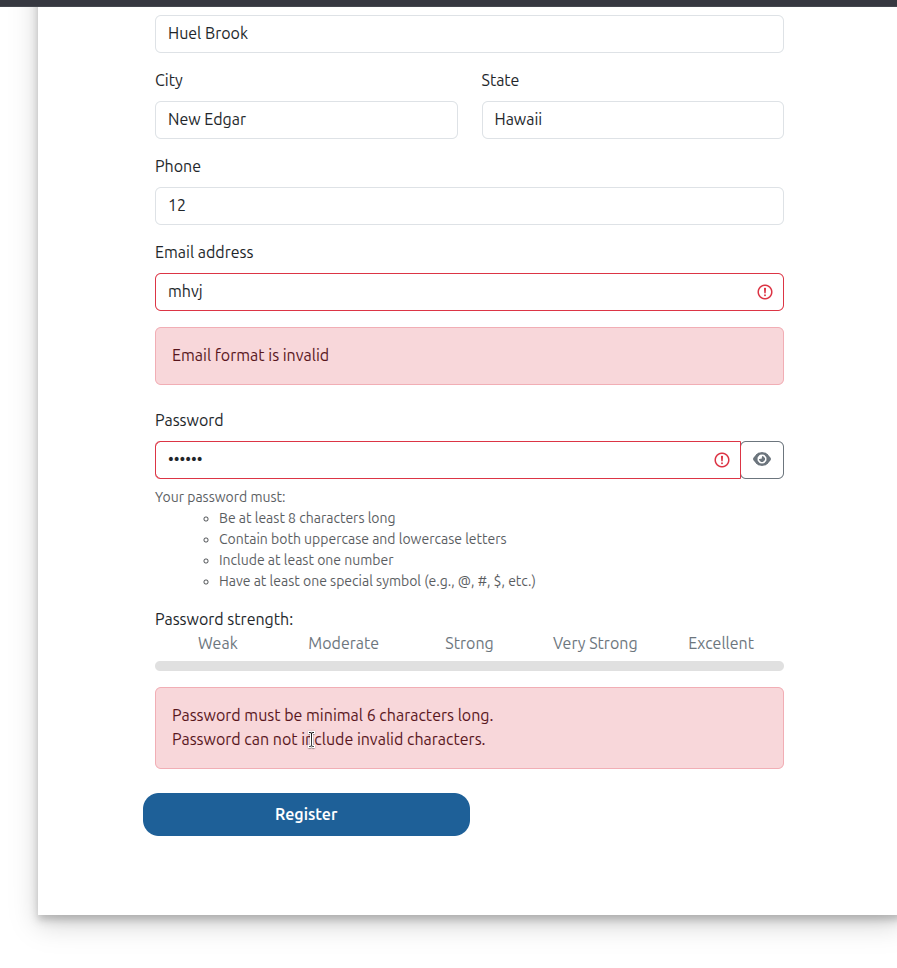 Huel Brook
City State
New Edgar Hawaii
Phone
12
Email address
mhvj
Email format is invalid
Password
••••••
Your password must:
Be at least 8 characters long
Contain both uppercase and lowercase letters
Include at least one number
Have at least one special symbol (e.g., @, #, $, etc.)
Password strength:
Weak Moderate Strong Very Strong Excellent
Password must be minimal 6 characters long.
Password can not include invalid characters.
Register